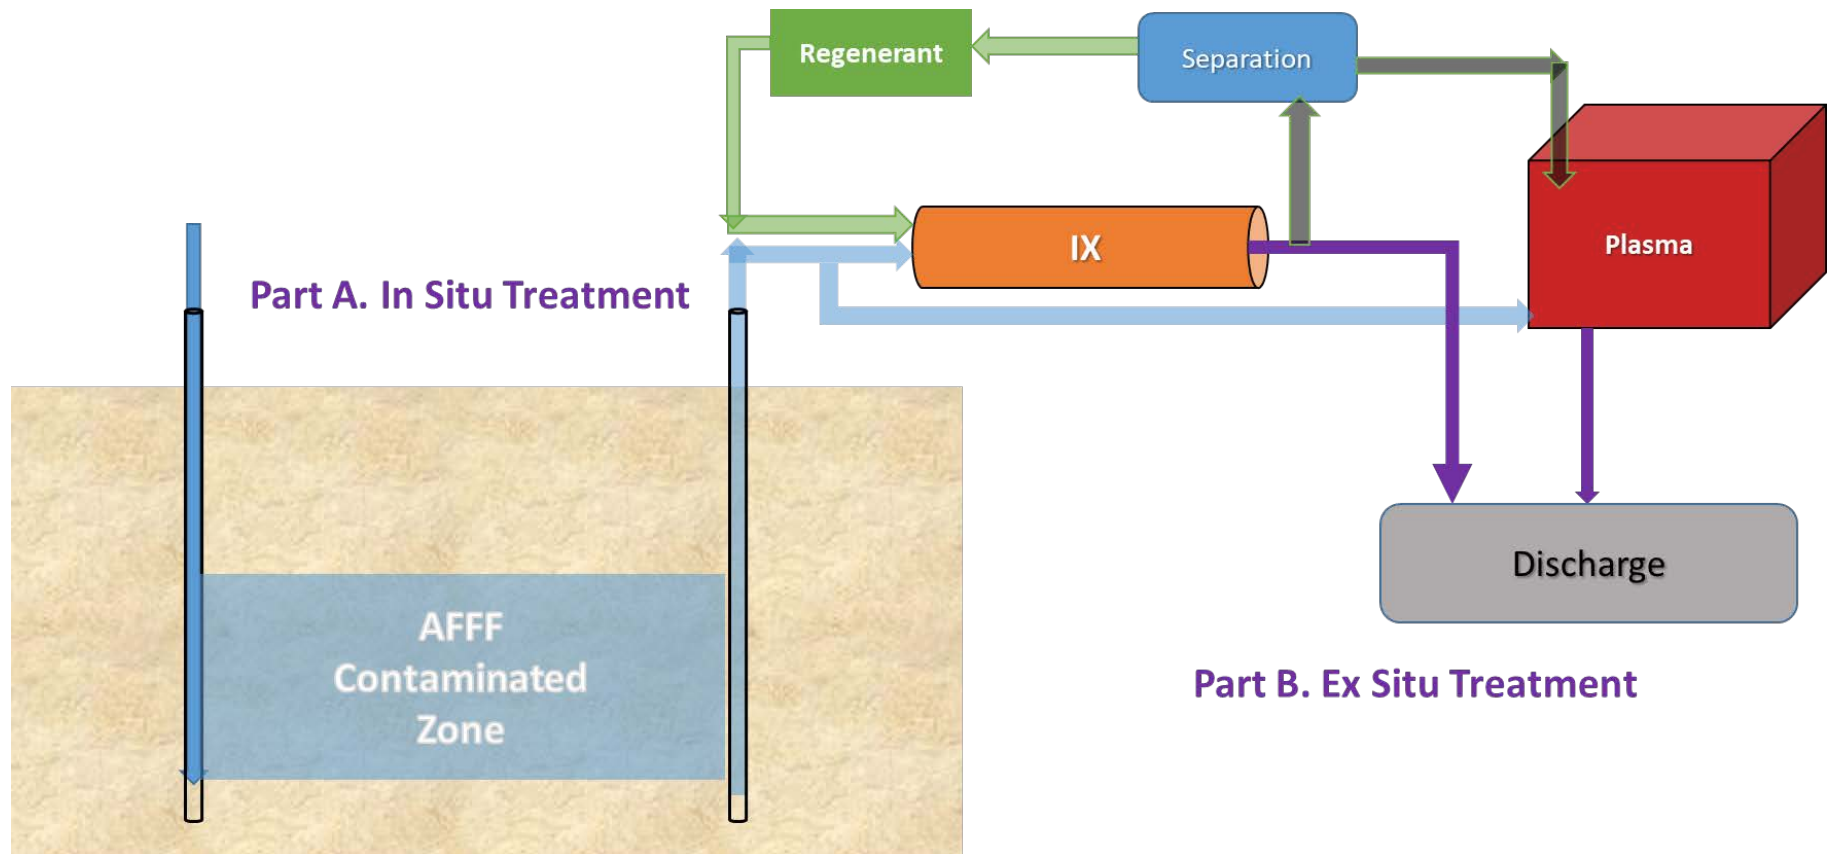 Regenerant
Separation
Plasma
IX
Part A. In Situ Treatment
Discharge
AFFF
Contaminated
Zone
Part B. Ex Situ Treatment